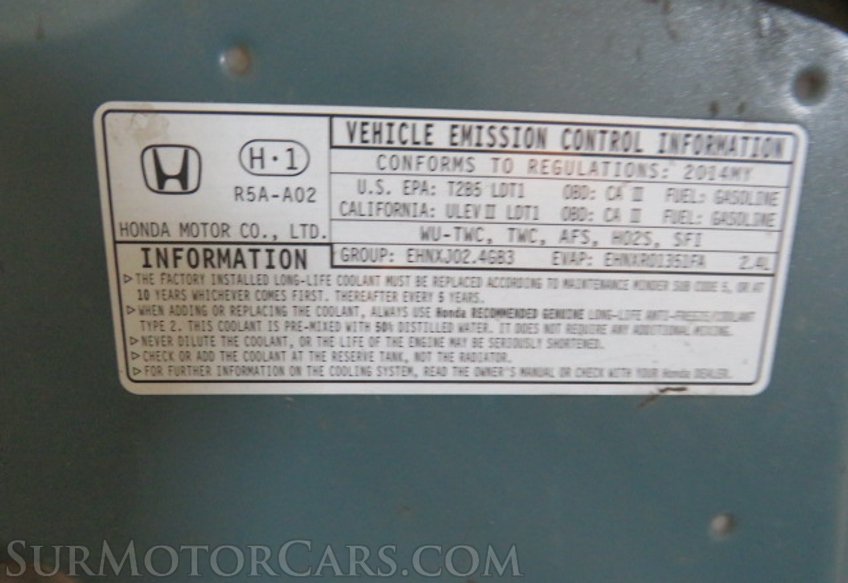 VEHICLE EMISSION CONTROL INFORMATION
H·1
R5A-A02
HONDA MOTOR CO., LTD.
CONFORMS TO REGULATIONS: 2014MY
U.S. EPA: T2B5 LDT1 OBD: CA II FUEL: GASOLINE
CALIFORNIA: ULEV II LDT1 OBD: CA II FUEL: GASOLINE
WU-TWC, TWC, AFS, HO2S, SFI
GROUP: EHNXJ02.4GB3 EVAP: EHNXR0135IFA 2.4L
INFORMATION
▷THE FACTORY INSTALLED LONG-LIFE COOLANT MUST BE REPLACED ACCORDING TO MAINTENANCE MINDER SUB CODE 5, OR AT
10 YEARS WHICHEVER COMES FIRST. THEREAFTER EVERY 5 YEARS.
▷WHEN ADDING OR REPLACING THE COOLANT, ALWAYS USE Honda RECOMMENDED GENUINE LONG-LIFE ANTI-FREEZE/COOLANT
TYPE 2. THIS COOLANT IS PRE-MIXED WITH 50% DISTILLED WATER. IT DOES NOT REQUIRE ANY ADDITIONAL MIXING.
▷NEVER DILUTE THE COOLANT, OR THE LIFE OF THE ENGINE MAY BE SERIOUSLY SHORTENED.
▷CHECK OR ADD THE COOLANT AT THE RESERVE TANK, NOT THE RADIATOR.
▷FOR FURTHER INFORMATION ON THE COOLING SYSTEM, READ THE OWNER'S MANUAL OR CHECK WITH YOUR Honda DEALER.
SURMOTORCARS.COM